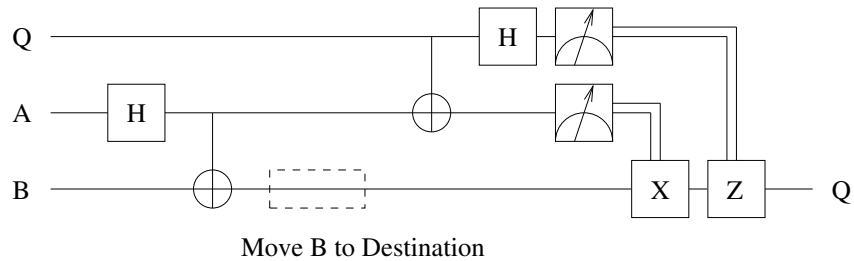 Q H
A H
B X Z Q
Move B to Destination